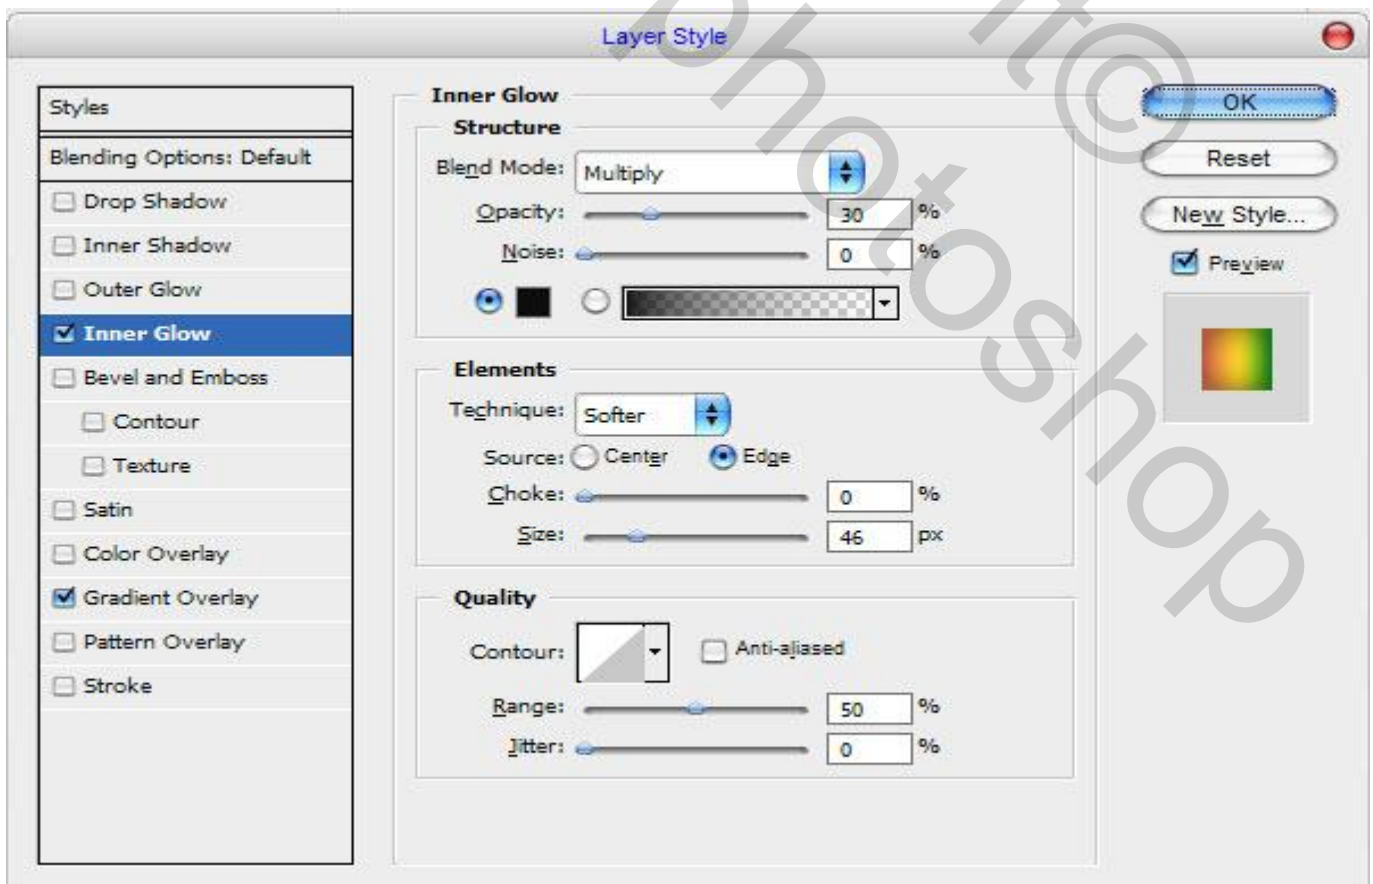 Layer Style
Styles
Blending Options: Default
Drop Shadow
Inner Shadow
Outer Glow
Inner Glow
Bevel and Emboss
Contour
Texture
Satin
Color Overlay
Gradient Overlay
Pattern Overlay
Stroke
Inner Glow
Structure
Blend Mode: Multiply
Opacity: 30 %
Noise: 0 %
Elements
Technique: Softer
Source: Center Edge
Choke: 0 %
Size: 46 px
Quality
Contour: Anti-aliased
Range: 50 %
Jitter: 0 %
OK
Reset
New Style...
Preview
photoshop